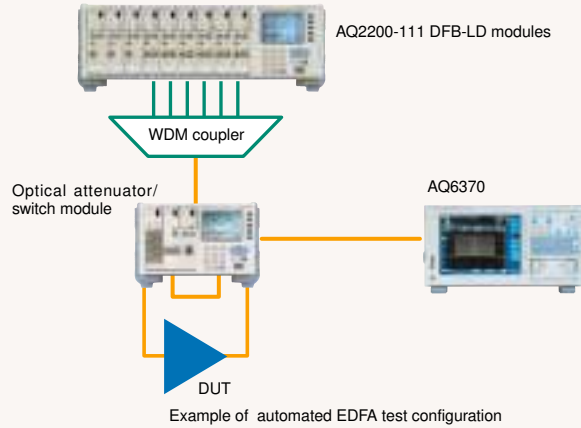 AQ2200-111 DFB-LD modules
WDM coupler
Optical attenuator/
switch module
AQ6370
DUT
Example of automated EDFA test configuration